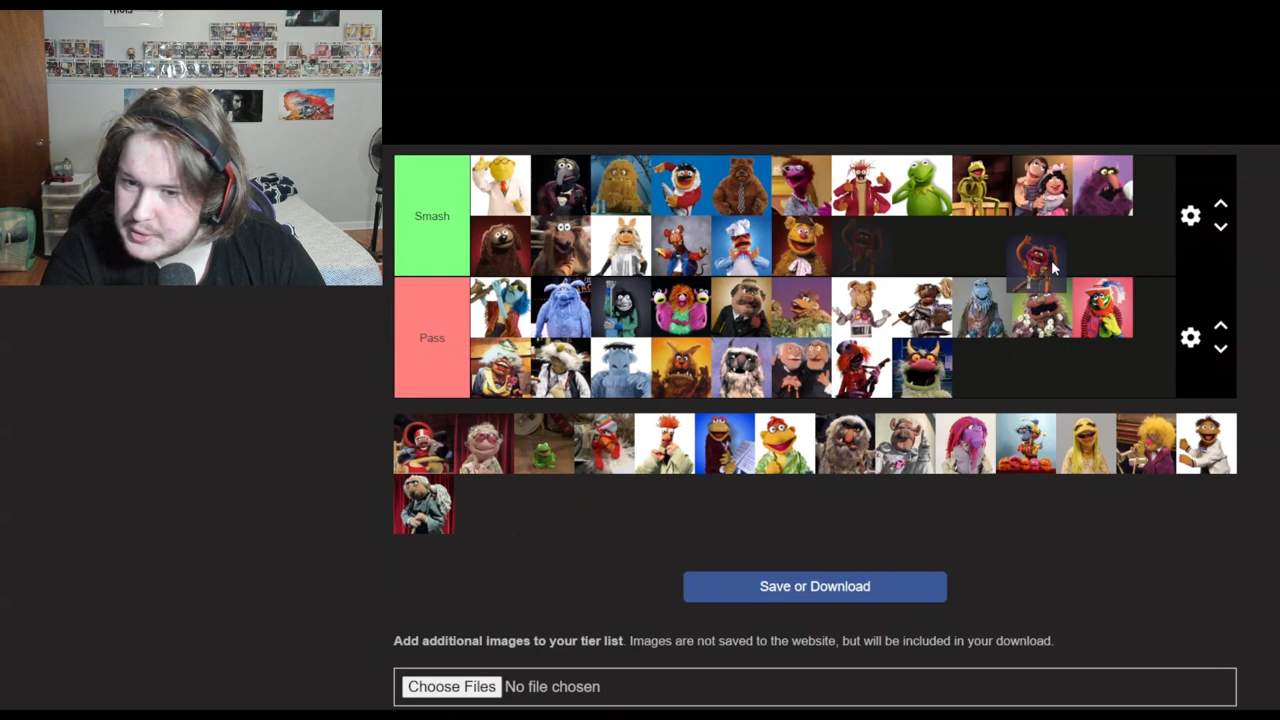 Smash
Pass
Save or Download
Add additional images to your tier list. Images are not saved to the website, but will be included in your download.
Choose Files No file chosen